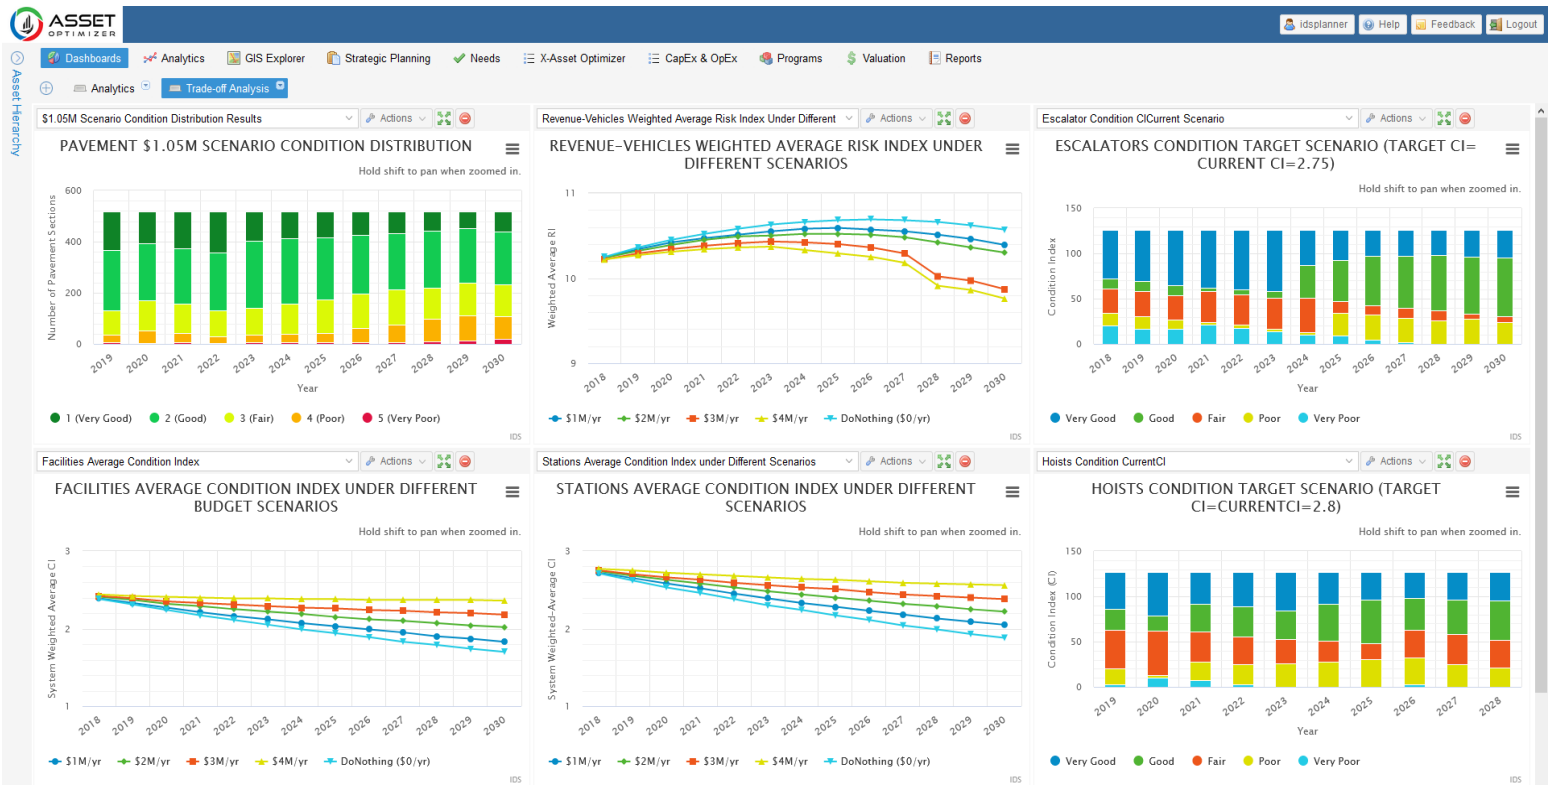 ASSET
OPTIMIZER
idsplanner Help Feedback Logout
Dashboards Analytics GIS Explorer Strategic Planning Needs X-Asset Optimizer CapEx & OpEx Programs Valuation Reports
Asset Hierarchy
Analytics Trade-off Analysis
$1.05M Scenario Condition Distribution Results Actions
PAVEMENT $1.05M SCENARIO CONDITION DISTRIBUTION
Hold shift to pan when zoomed in.
Number of Pavement Sections
600
400
200
0
2019 2020 2021 2022 2023 2024 2025 2026 2027 2028 2029 2030
Year
1 (Very Good) 2 (Good) 3 (Fair) 4 (Poor) 5 (Very Poor)
IDS
Revenue-Vehicles Weighted Average Risk Index Under Different Actions
REVENUE-VEHICLES WEIGHTED AVERAGE RISK INDEX UNDER
DIFFERENT SCENARIOS
Weighted Average RI
11
10
9
2018 2019 2020 2021 2022 2023 2024 2025 2026 2027 2028 2029 2030
$1M/yr $2M/yr $3M/yr $4M/yr DoNothing ($0/yr)
IDS
Escalator Condition CICurrent Scenario Actions
ESCALATORS CONDITION TARGET SCENARIO (TARGET CI=
CURRENT CI=2.75)
Hold shift to pan when zoomed in.
Condition Index
150
100
50
0
2018 2019 2020 2021 2022 2023 2024 2025 2026 2027 2028 2029 2030
Year
Very Good Good Fair Poor Very Poor
IDS
Facilities Average Condition Index Actions
FACILITIES AVERAGE CONDITION INDEX UNDER DIFFERENT
BUDGET SCENARIOS
Hold shift to pan when zoomed in.
System Weighted Average CI
3
2
1
2018 2019 2020 2021 2022 2023 2024 2025 2026 2027 2028 2029 2030
$1M/yr $2M/yr $3M/yr $4M/yr DoNothing ($0/yr)
IDS
Stations Average Condition Index under Different Scenarios Actions
STATIONS AVERAGE CONDITION INDEX UNDER DIFFERENT
SCENARIOS
Hold shift to pan when zoomed in.
System Weighted-Average CI
3
2
1
2018 2019 2020 2021 2022 2023 2024 2025 2026 2027 2028 2029 2030
$1M/yr $2M/yr $3M/yr $4M/yr DoNothing ($0/yr)
IDS
Hoists Condition CurrentCI Actions
HOISTS CONDITION TARGET SCENARIO (TARGET
CI=CURRENTCI=2.8)
Hold shift to pan when zoomed in.
Condition Index (CI)
150
100
50
0
2019 2020 2021 2022 2023 2024 2025 2026 2027 2028
Year
Very Good Good Fair Poor Very Poor
IDS